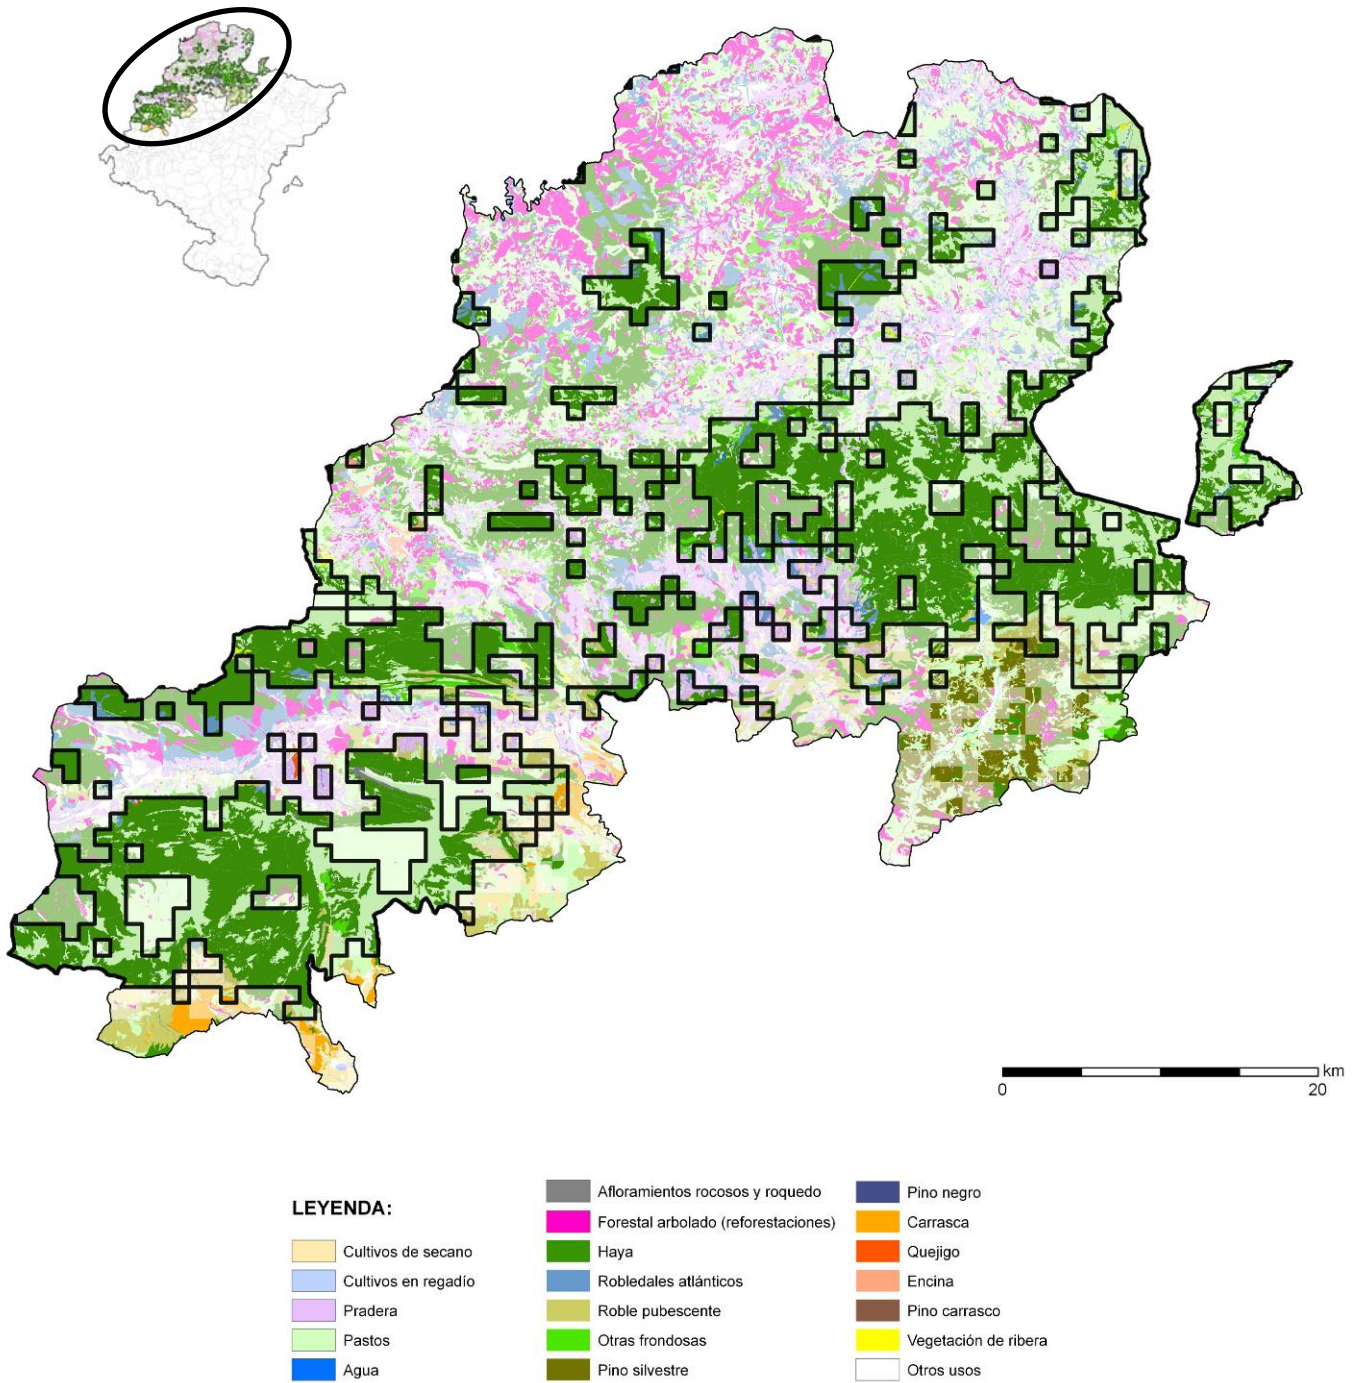 km
0
20
LEYENDA:
Cultivos de secano
Cultivos en regadío
Pradera
Pastos
Agua
Afloramientos rocosos y roquedo
Forestal arbolado (reforestaciones)
Haya
Robledales atlánticos
Roble pubescente
Otras frondosas
Pino silvestre
Pino negro
Carrasca
Quejigo
Encina
Pino carrasco
Vegetación de ribera
Otros usos